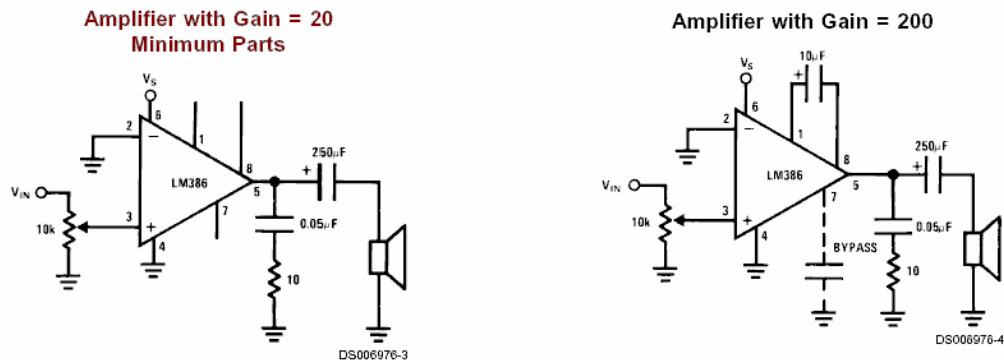 Amplifier with Gain = 20
Minimum Parts
VS
6
2
−
1
8
LM386
5
+
250µF
VIN
10k
3
+
7
4
0.05µF
10
DS006976-3
Amplifier with Gain = 200
10µF
+
VS
6
2
−
1
8
LM386
5
+
250µF
VIN
10k
3
+
7
4
BYPASS
0.05µF
10
DS006976-4